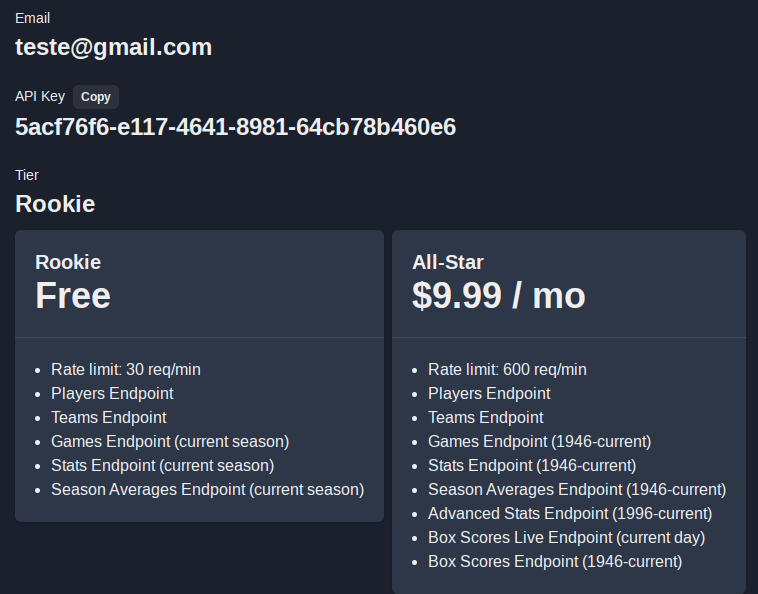 Email
teste@gmail.com
API Key Copy
5acf76f6-e117-4641-8981-64cb78b460e6
Tier
Rookie
Rookie
Free
• Rate limit: 30 req/min
• Players Endpoint
• Teams Endpoint
• Games Endpoint (current season)
• Stats Endpoint (current season)
• Season Averages Endpoint (current season)
All-Star
$9.99 / mo
• Rate limit: 600 req/min
• Players Endpoint
• Teams Endpoint
• Games Endpoint (1946-current)
• Stats Endpoint (1946-current)
• Season Averages Endpoint (1946-current)
• Advanced Stats Endpoint (1996-current)
• Box Scores Live Endpoint (current day)
• Box Scores Endpoint (1946-current)